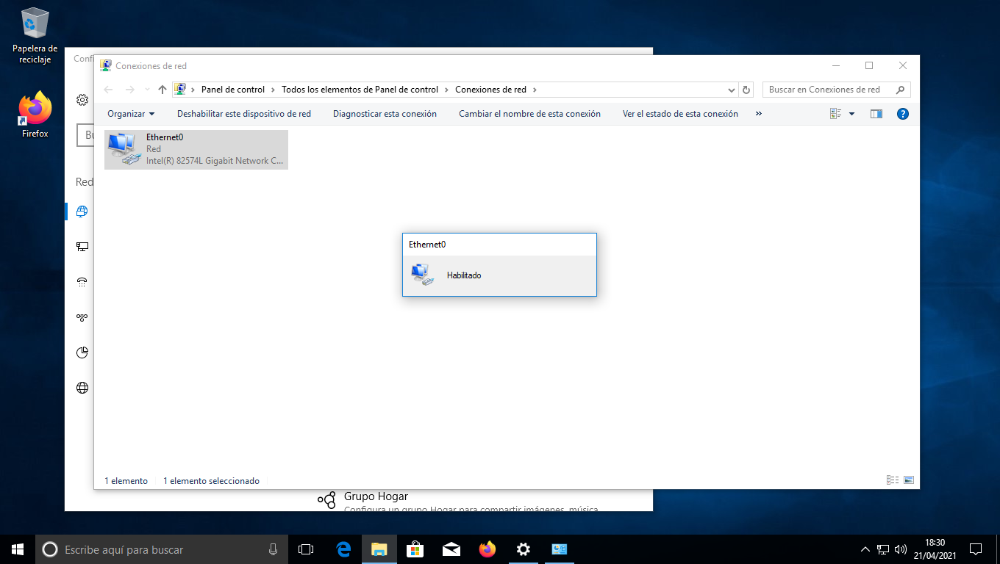 Papelera de
reciclaje
Firefox
Conf
Conexiones de red
Panel de control
Todos los elementos de Panel de control
Conexiones de red
Buscar en Conexiones de red
Organizar
Deshabilitar este dispositivo de red
Diagnosticar esta conexión
Cambiar el nombre de esta conexión
Ver el estado de esta conexión
»
Bu
Red
Ethernet0
Red
Intel(R) 82574L Gigabit Network C...
Ethernet0
Habilitado
1 elemento
1 elemento seleccionado
Grupo Hogar
Configura un grupo Hogar para compartir imágenes, música,
Escribe aquí para buscar
18:30
21/04/2021